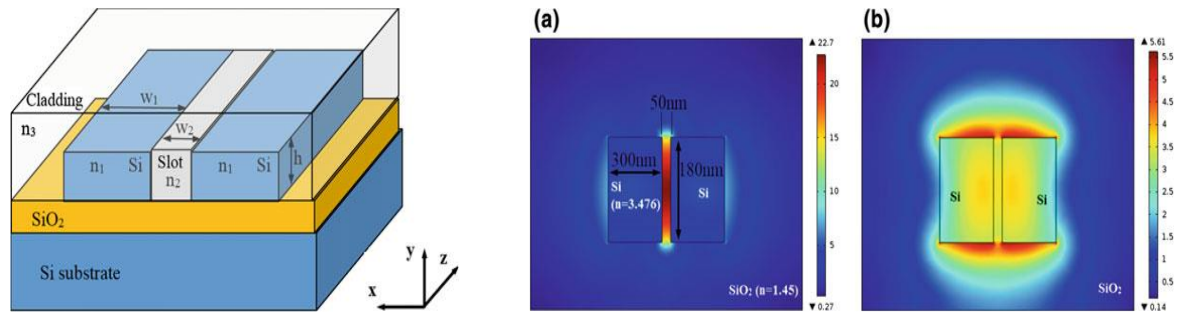 Cladding
n3
w1
w2
h
n1
Si
Slot
n2
n1
Si
SiO2
Si substrate
y
z
x
(a)
50nm
300nm
180nm
Si
(n=3.476)
Si
SiO₂ (n=1.45)
▲ 22.7
20
15
10
5
▼ 0.27
(b)
Si
Si
SiO₂
▲ 5.61
5.5
5
4.5
4
3.5
3
2.5
2
1.5
1
0.5
▼ 0.14